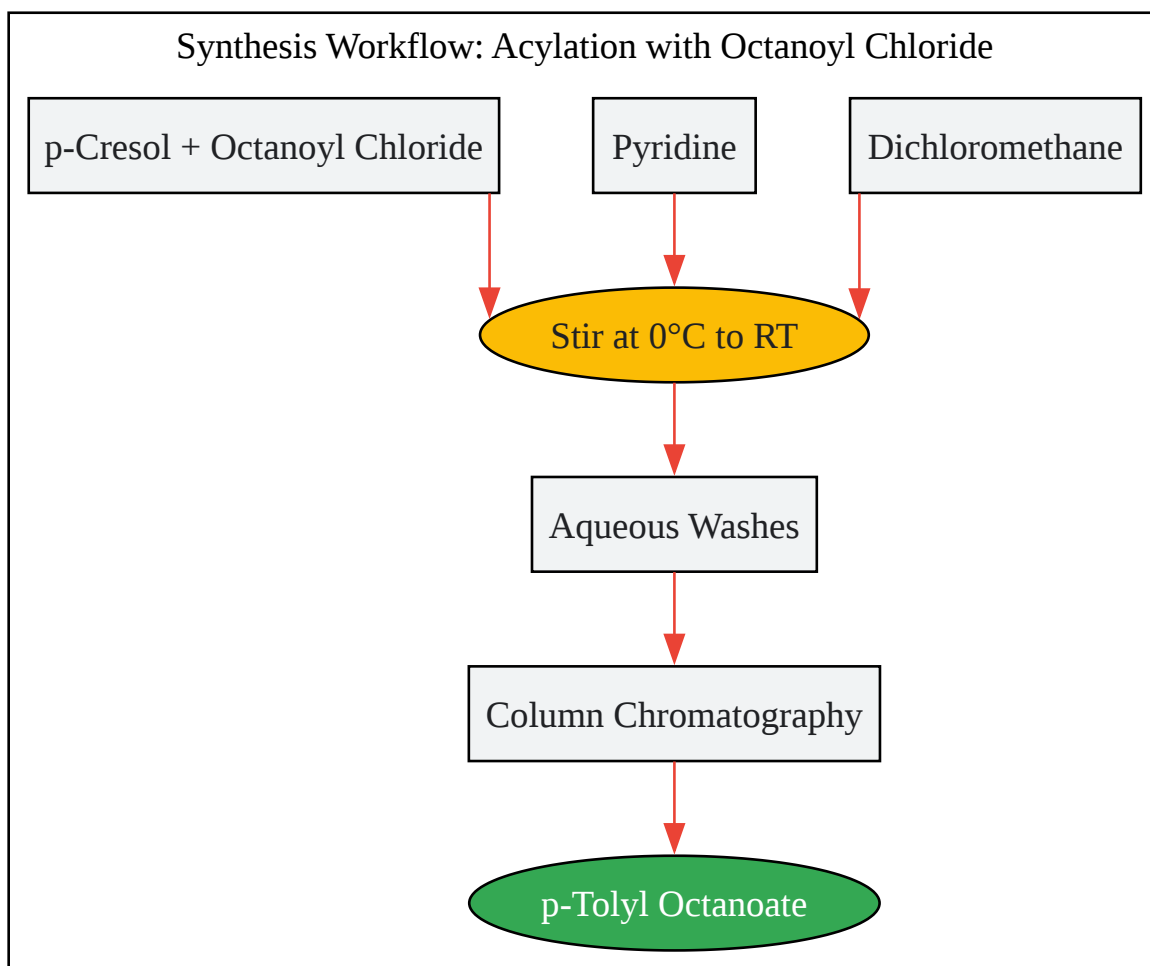 Synthesis Workflow: Acylation with Octanoyl Chloride
p-Cresol + Octanoyl Chloride
Pyridine
Dichloromethane
Stir at 0°C to RT
Aqueous Washes
Column Chromatography
p-Tolyl Octanoate